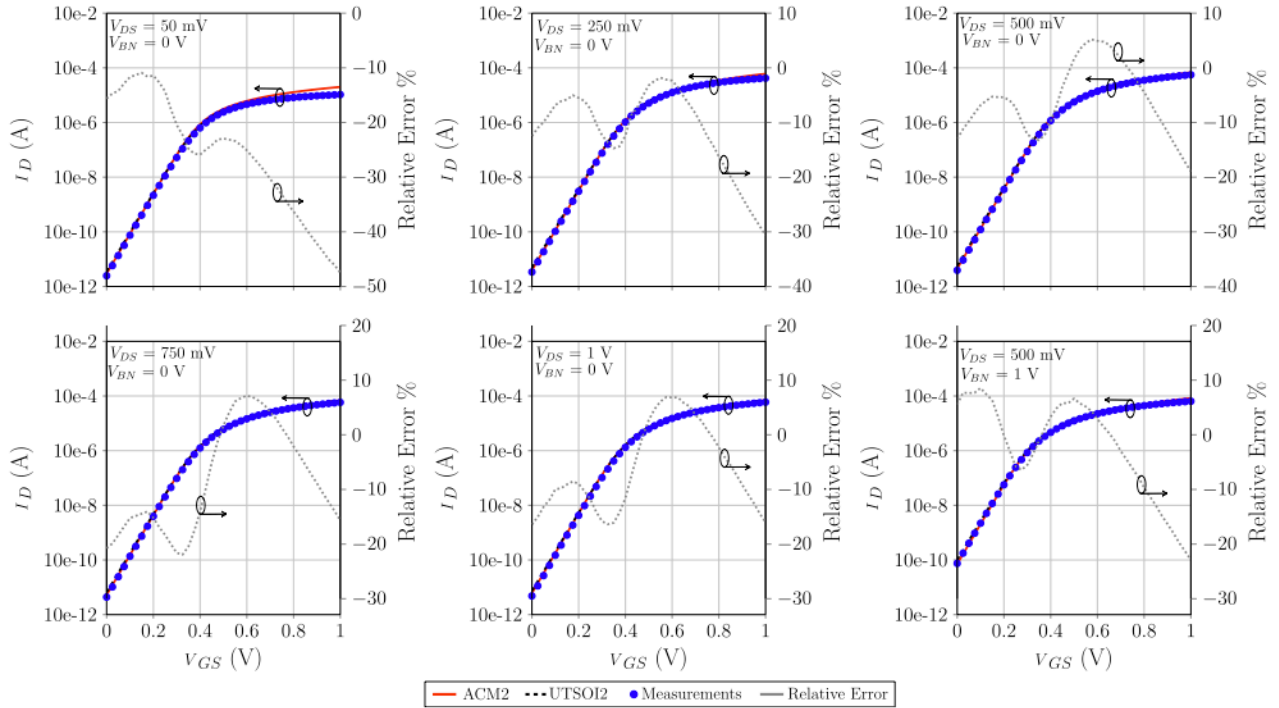 V_DS = 50 mV
V_BN = 0 V
10e-2
10e-4
10e-6
10e-8
10e-10
10e-12
I_D (A)
0
−10
−20
−30
−40
−50
Relative Error %
V_DS = 250 mV
V_BN = 0 V
10e-2
10e-4
10e-6
10e-8
10e-10
10e-12
I_D (A)
10
0
−10
−20
−30
−40
Relative Error %
V_DS = 500 mV
V_BN = 0 V
10e-2
10e-4
10e-6
10e-8
10e-10
10e-12
I_D (A)
10
0
−10
−20
−30
−40
Relative Error %
V_DS = 750 mV
V_BN = 0 V
10e-2
10e-4
10e-6
10e-8
10e-10
10e-12
I_D (A)
20
10
0
−10
−20
−30
Relative Error %
0 0.2 0.4 0.6 0.8 1
V_GS (V)
V_DS = 1 V
V_BN = 0 V
10e-2
10e-4
10e-6
10e-8
10e-10
10e-12
I_D (A)
20
10
0
−10
−20
−30
Relative Error %
0 0.2 0.4 0.6 0.8 1
V_GS (V)
V_DS = 500 mV
V_BN = 1 V
10e-2
10e-4
10e-6
10e-8
10e-10
10e-12
I_D (A)
20
10
0
−10
−20
−30
Relative Error %
0 0.2 0.4 0.6 0.8 1
V_GS (V)
ACM2 UTSOI2 Measurements Relative Error